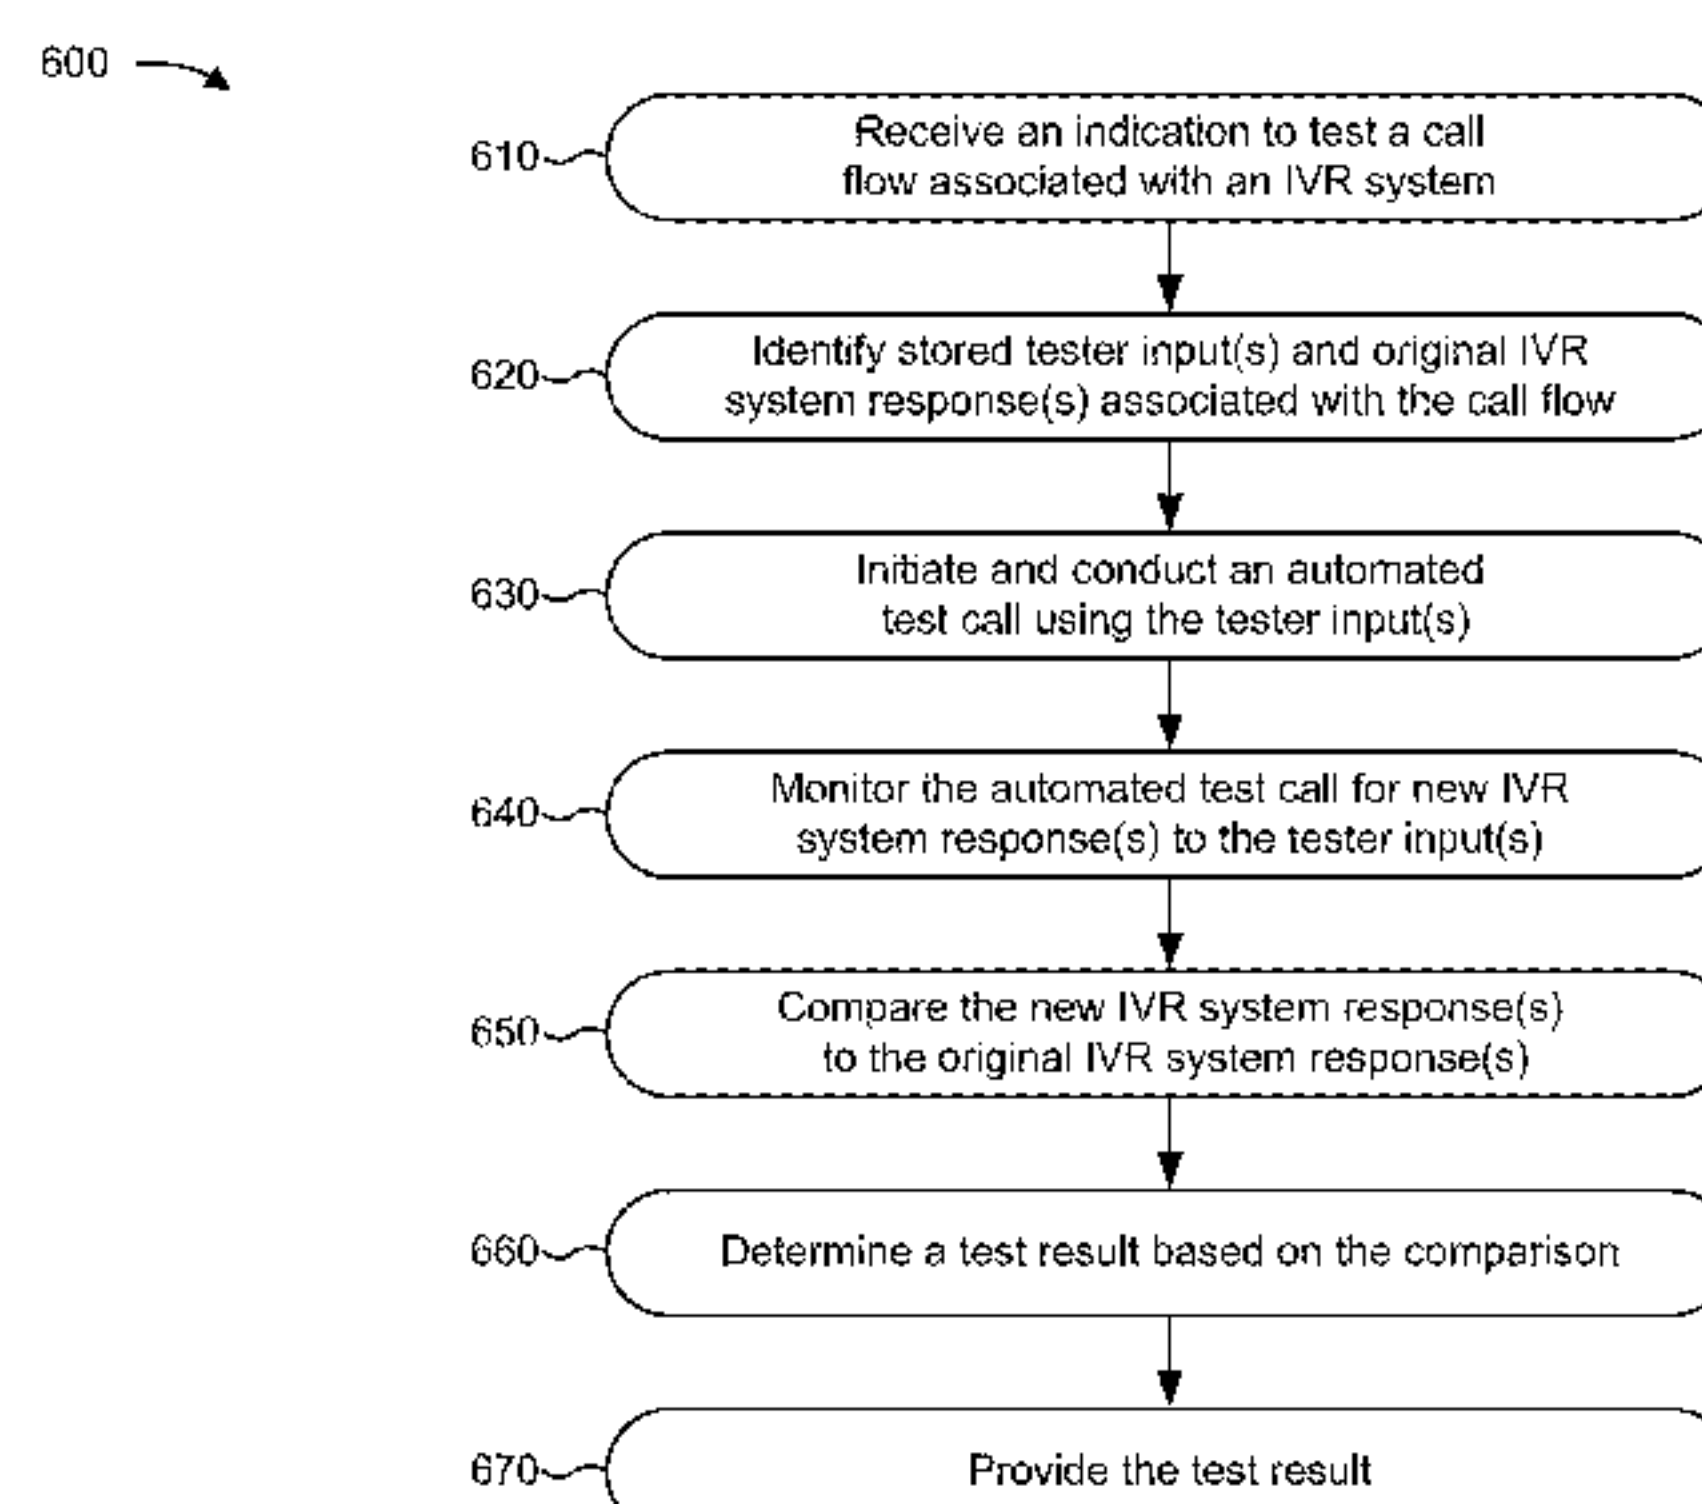 600
610
Receive an indication to test a call
flow associated with an IVR system
620
Identify stored tester input(s) and original IVR
system response(s) associated with the call flow
630
Initiate and conduct an automated
test call using the tester input(s)
640
Monitor the automated test call for new IVR
system response(s) to the tester input(s)
650
Compare the new IVR system response(s)
to the original IVR system response(s)
660
Determine a test result based on the comparison
670
Provide the test result